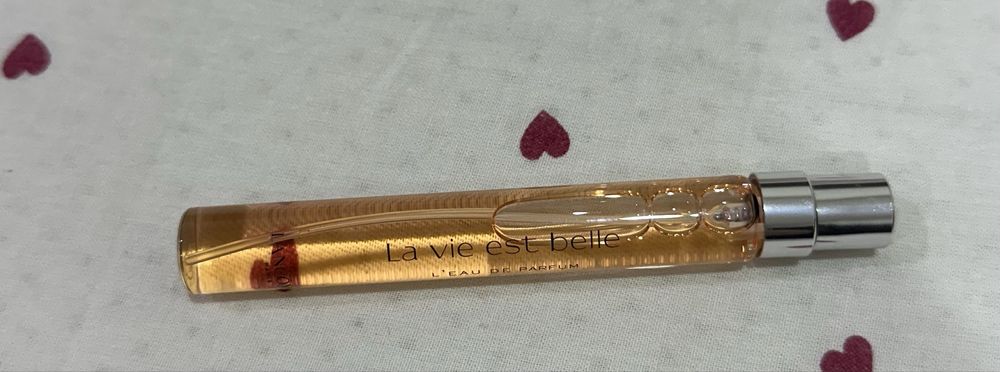 La vie est belle
L'EAU DE PARFUM